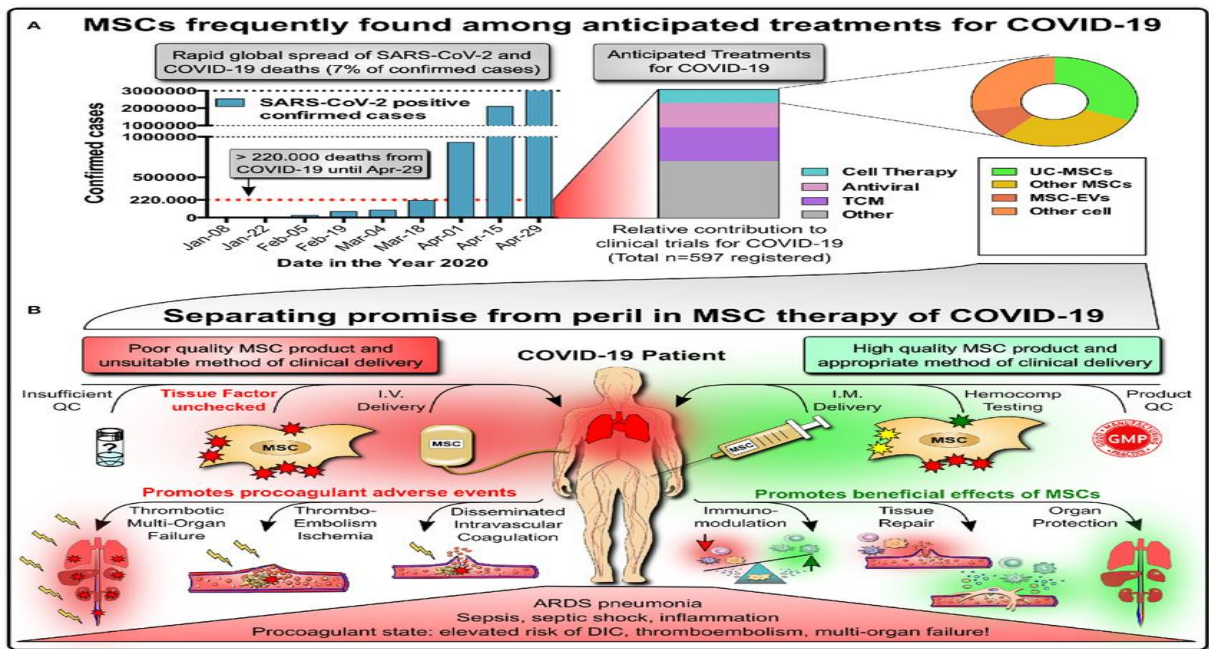 A
MSCs frequently found among anticipated treatments for COVID-19
Rapid global spread of SARS-CoV-2 and
COVID-19 deaths (7% of confirmed cases)
Confirmed cases
3000000
2000000
1000000
1000000
500000
220.000
0
SARS-CoV-2 positive
confirmed cases
> 220.000 deaths from
COVID-19 until Apr-29
Jan-08
Jan-22
Feb-05
Feb-19
Mar-04
Mar-18
Apr-01
Apr-15
Apr-29
Date in the Year 2020
Anticipated Treatments
for COVID-19
Cell Therapy
Antiviral
TCM
Other
Relative contribution to
clinical trials for COVID-19
(Total n=597 registered)
UC-MSCs
Other MSCs
MSC-EVs
Other cell
B
Separating promise from peril in MSC therapy of COVID-19
Poor quality MSC product and
unsuitable method of clinical delivery
COVID-19 Patient
High quality MSC product and
appropriate method of clinical delivery
Insufficient
QC
?
Tissue Factor
unchecked
MSC
I.V.
Delivery
MSC
I.M.
Delivery
MSC
Hemocomp
Testing
MSC
Product
QC
GOOD MANUFACTURING
GMP
PRACTICE
Promotes procoagulant adverse events
Thrombotic
Multi-Organ
Failure
Thrombo-
Embolism
Ischemia
Disseminated
Intravascular
Coagulation
Promotes beneficial effects of MSCs
Immuno-
modulation
MSC
Tissue
Repair
Organ
Protection
ARDS pneumonia
Sepsis, septic shock, inflammation
Procoagulant state: elevated risk of DIC, thromboembolism, multi-organ failure!